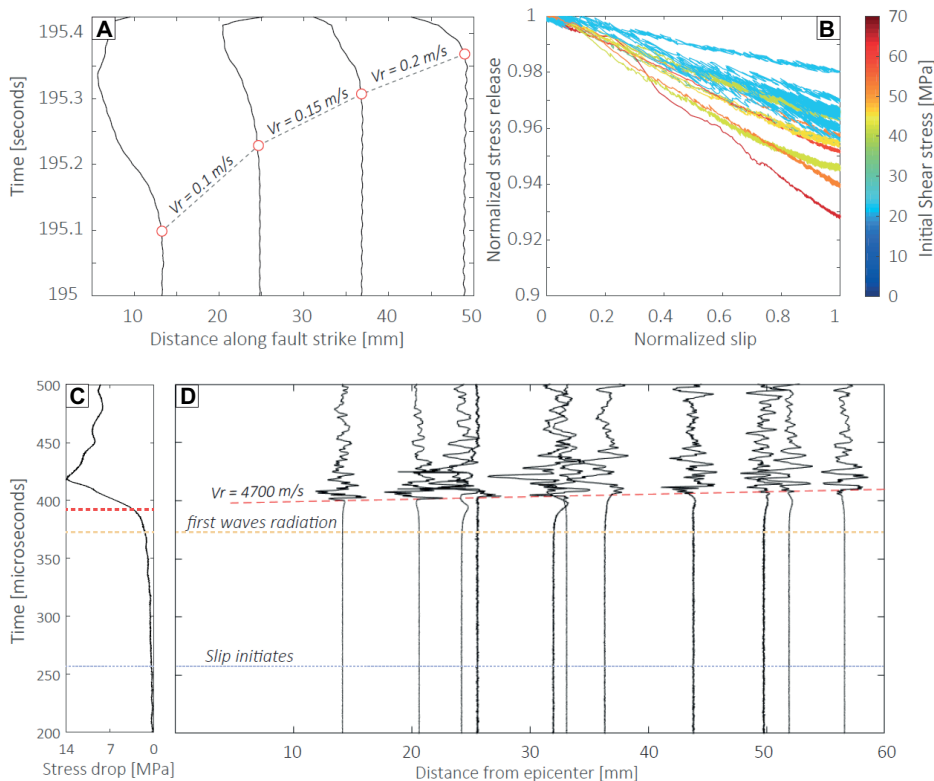 A
Time [seconds]
195.4
195.3
195.2
195.1
195
Vr = 0.1 m/s
Vr = 0.15 m/s
Vr = 0.2 m/s
10
20
30
40
50
Distance along fault strike [mm]
B
Normalized stress release
1
0.98
0.96
0.94
0.92
0.9
0
0.2
0.4
0.6
0.8
1
Normalized slip
70
60
50
40
30
20
10
0
Initial Shear stress [MPa]
C
Time [microseconds]
500
450
400
350
300
250
200
14
7
0
Stress drop [MPa]
D
Vr = 4700 m/s
first waves radiation
Slip initiates
10
20
30
40
50
60
Distance from epicenter [mm]